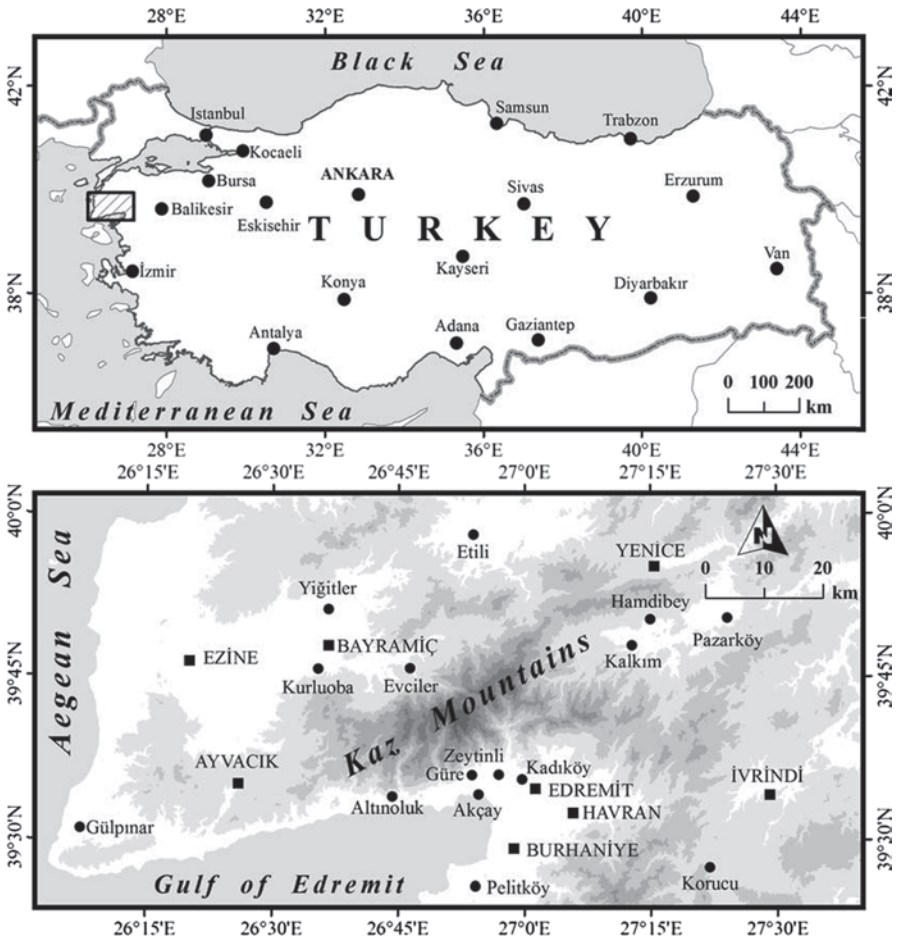 28°E 32°E 36°E 40°E 44°E
Black Sea
42°N 42°N
Istanbul
Samsun
Trabzon
Kocaeli
Bursa
ANKARA
Sivas
Erzurum
Balikesir
Eskisehir
TURKEY
Kayseri
Van
İzmir
Konya
Diyarbakır
38°N 38°N
Antalya
Adana
Gaziantep
0 100 200
km
Mediterranean Sea
28°E 32°E 36°E 40°E 44°E
26°15'E 26°30'E 26°45'E 27°0'E 27°15'E 27°30'E
40°0'N 40°0'N
Aegean Sea
Etili
N
YENICE
0 10 20
km
Yiğitler
Hamdibey
Pazarköy
BAYRAMIÇ
EZİNE
Kalkım
39°45'N 39°45'N
Kurluoba
Evciler
Kaz Mountains
AYVACIK
Zeytinli
Güre
Kadıköy
EDREMİT
İVRİNDİ
Altınoluk
Akçay
HAVRAN
Gülpınar
39°30'N 39°30'N
BURHANİYE
Gulf of Edremit
Pelitköy
Korucu
26°15'E 26°30'E 26°45'E 27°0'E 27°15'E 27°30'E